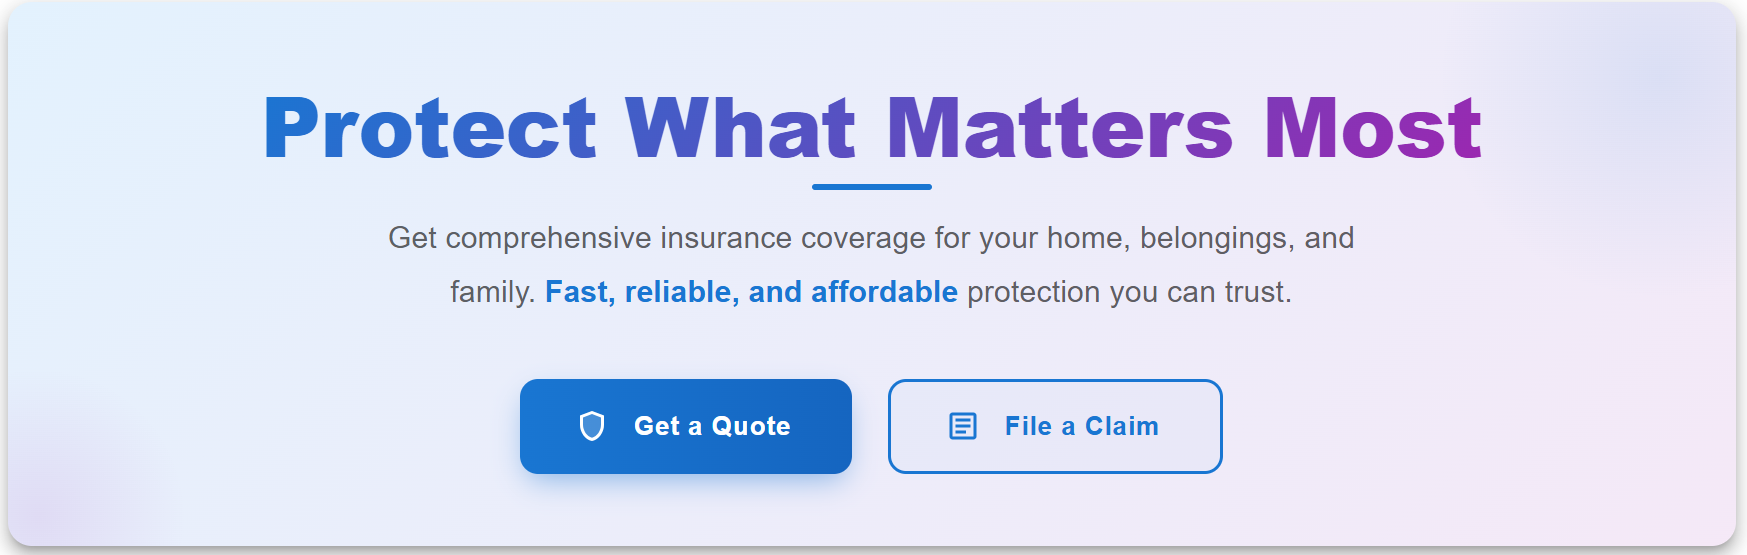 Protect What Matters Most
Get comprehensive insurance coverage for your home, belongings, and
family. Fast, reliable, and affordable protection you can trust.
Get a Quote
File a Claim